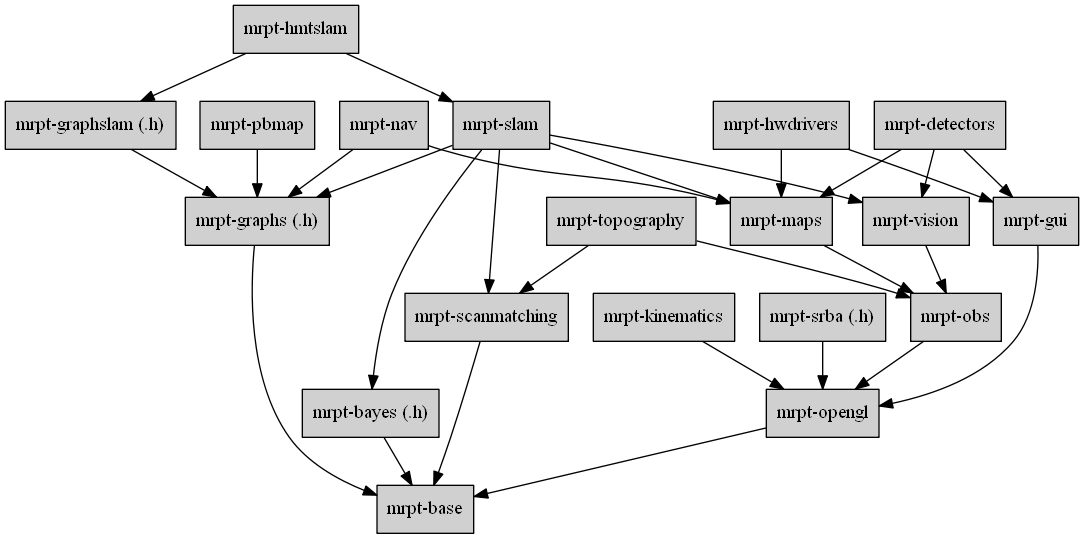 mrpt-hmtslam
mrpt-graphslam (.h)
mrpt-pbmap
mrpt-nav
mrpt-slam
mrpt-hwdrivers
mrpt-detectors
mrpt-graphs (.h)
mrpt-topography
mrpt-maps
mrpt-vision
mrpt-gui
mrpt-scanmatching
mrpt-kinematics
mrpt-srba (.h)
mrpt-obs
mrpt-bayes (.h)
mrpt-opengl
mrpt-base